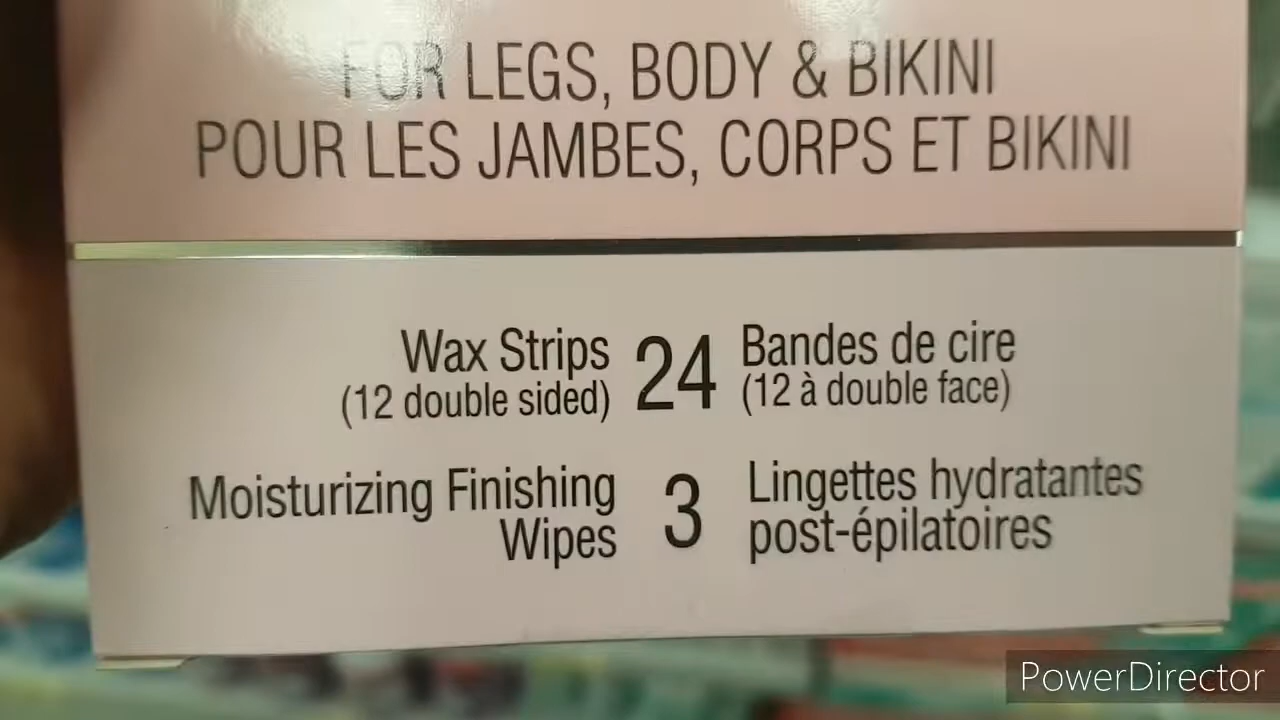 FOR LEGS, BODY & BIKINI
POUR LES JAMBES, CORPS ET BIKINI
Wax Strips 24 Bandes de cire
(12 double sided) (12 à double face)
Moisturizing Finishing 3 Lingettes hydratantes
Wipes post-épilatoires
PowerDirector